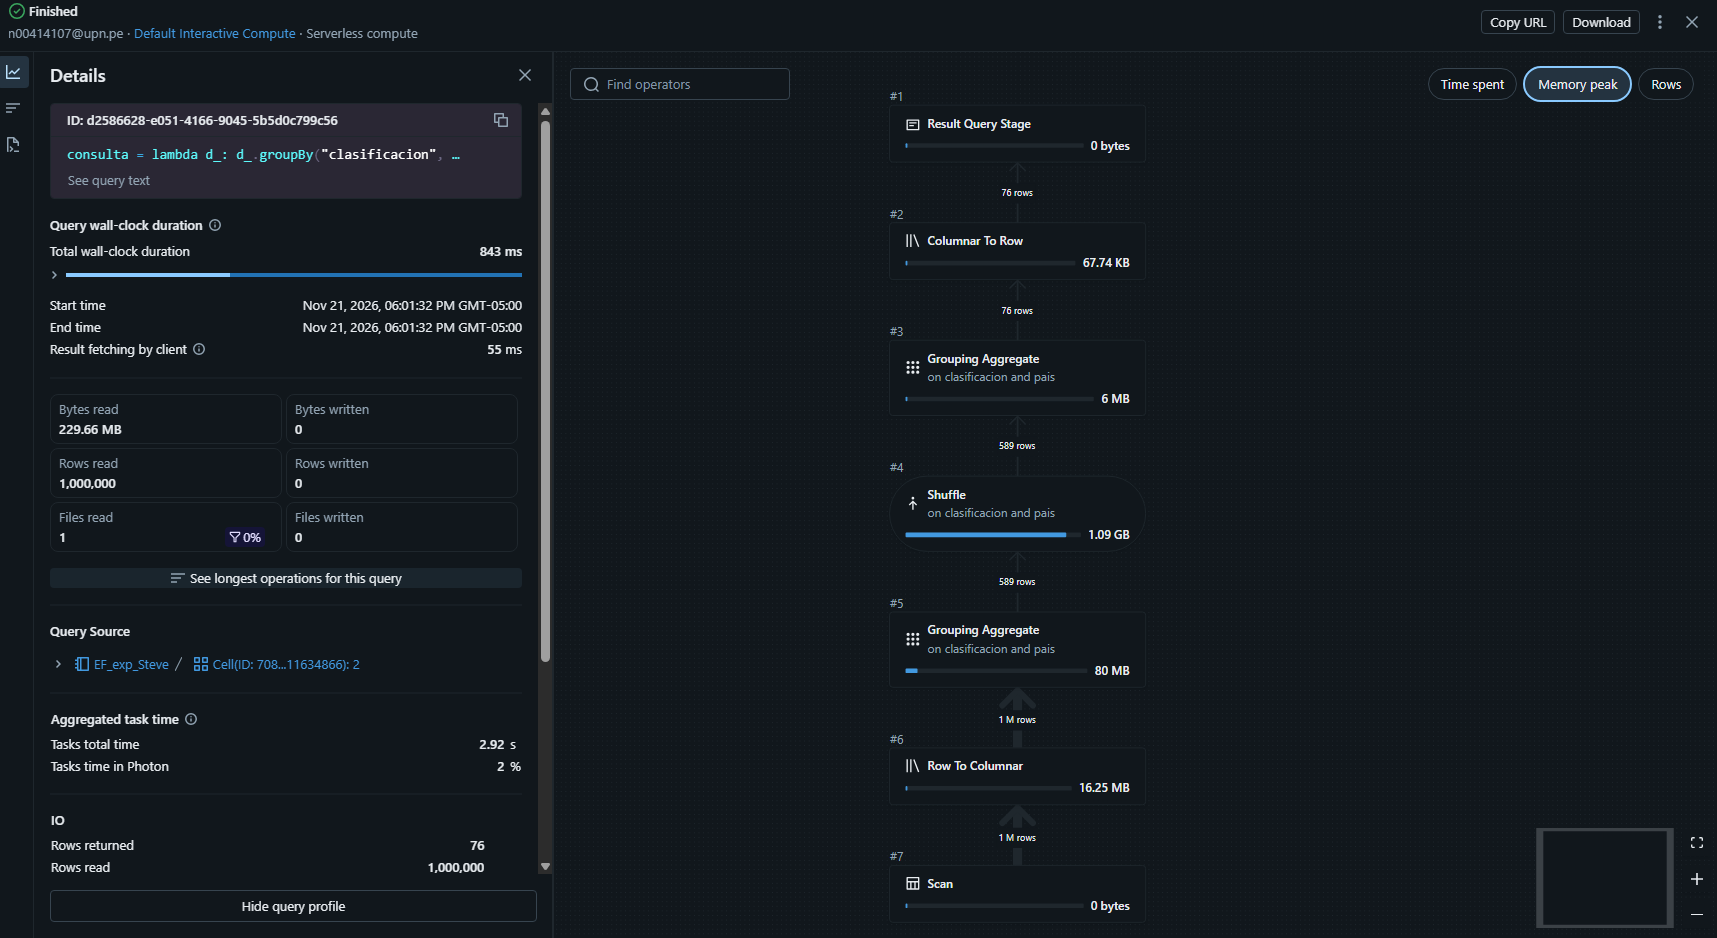 Finished
n00414107@upn.pe · Default Interactive Compute · Serverless compute
Copy URL
Download
Details
ID: d2586628-e051-4166-9045-5b5d0c799c56
consulta = lambda d_: d_.groupBy("clasificacion", …
See query text
Query wall-clock duration
Total wall-clock duration 843 ms
Start time Nov 21, 2026, 06:01:32 PM GMT-05:00
End time Nov 21, 2026, 06:01:32 PM GMT-05:00
Result fetching by client 55 ms
Bytes read
229.66 MB
Bytes written
0
Rows read
1,000,000
Rows written
0
Files read
1 0%
Files written
0
See longest operations for this query
Query Source
EF_exp_Steve / Cell(ID: 708...11634866): 2
Aggregated task time
Tasks total time 2.92 s
Tasks time in Photon 2 %
IO
Rows returned 76
Rows read 1,000,000
Hide query profile
Find operators
Time spent
Memory peak
Rows
#1
Result Query Stage
0 bytes
76 rows
#2
Columnar To Row
67.74 KB
76 rows
#3
Grouping Aggregate
on clasificacion and pais
6 MB
589 rows
#4
Shuffle
on clasificacion and pais
1.09 GB
589 rows
#5
Grouping Aggregate
on clasificacion and pais
80 MB
1 M rows
#6
Row To Columnar
16.25 MB
1 M rows
#7
Scan
0 bytes